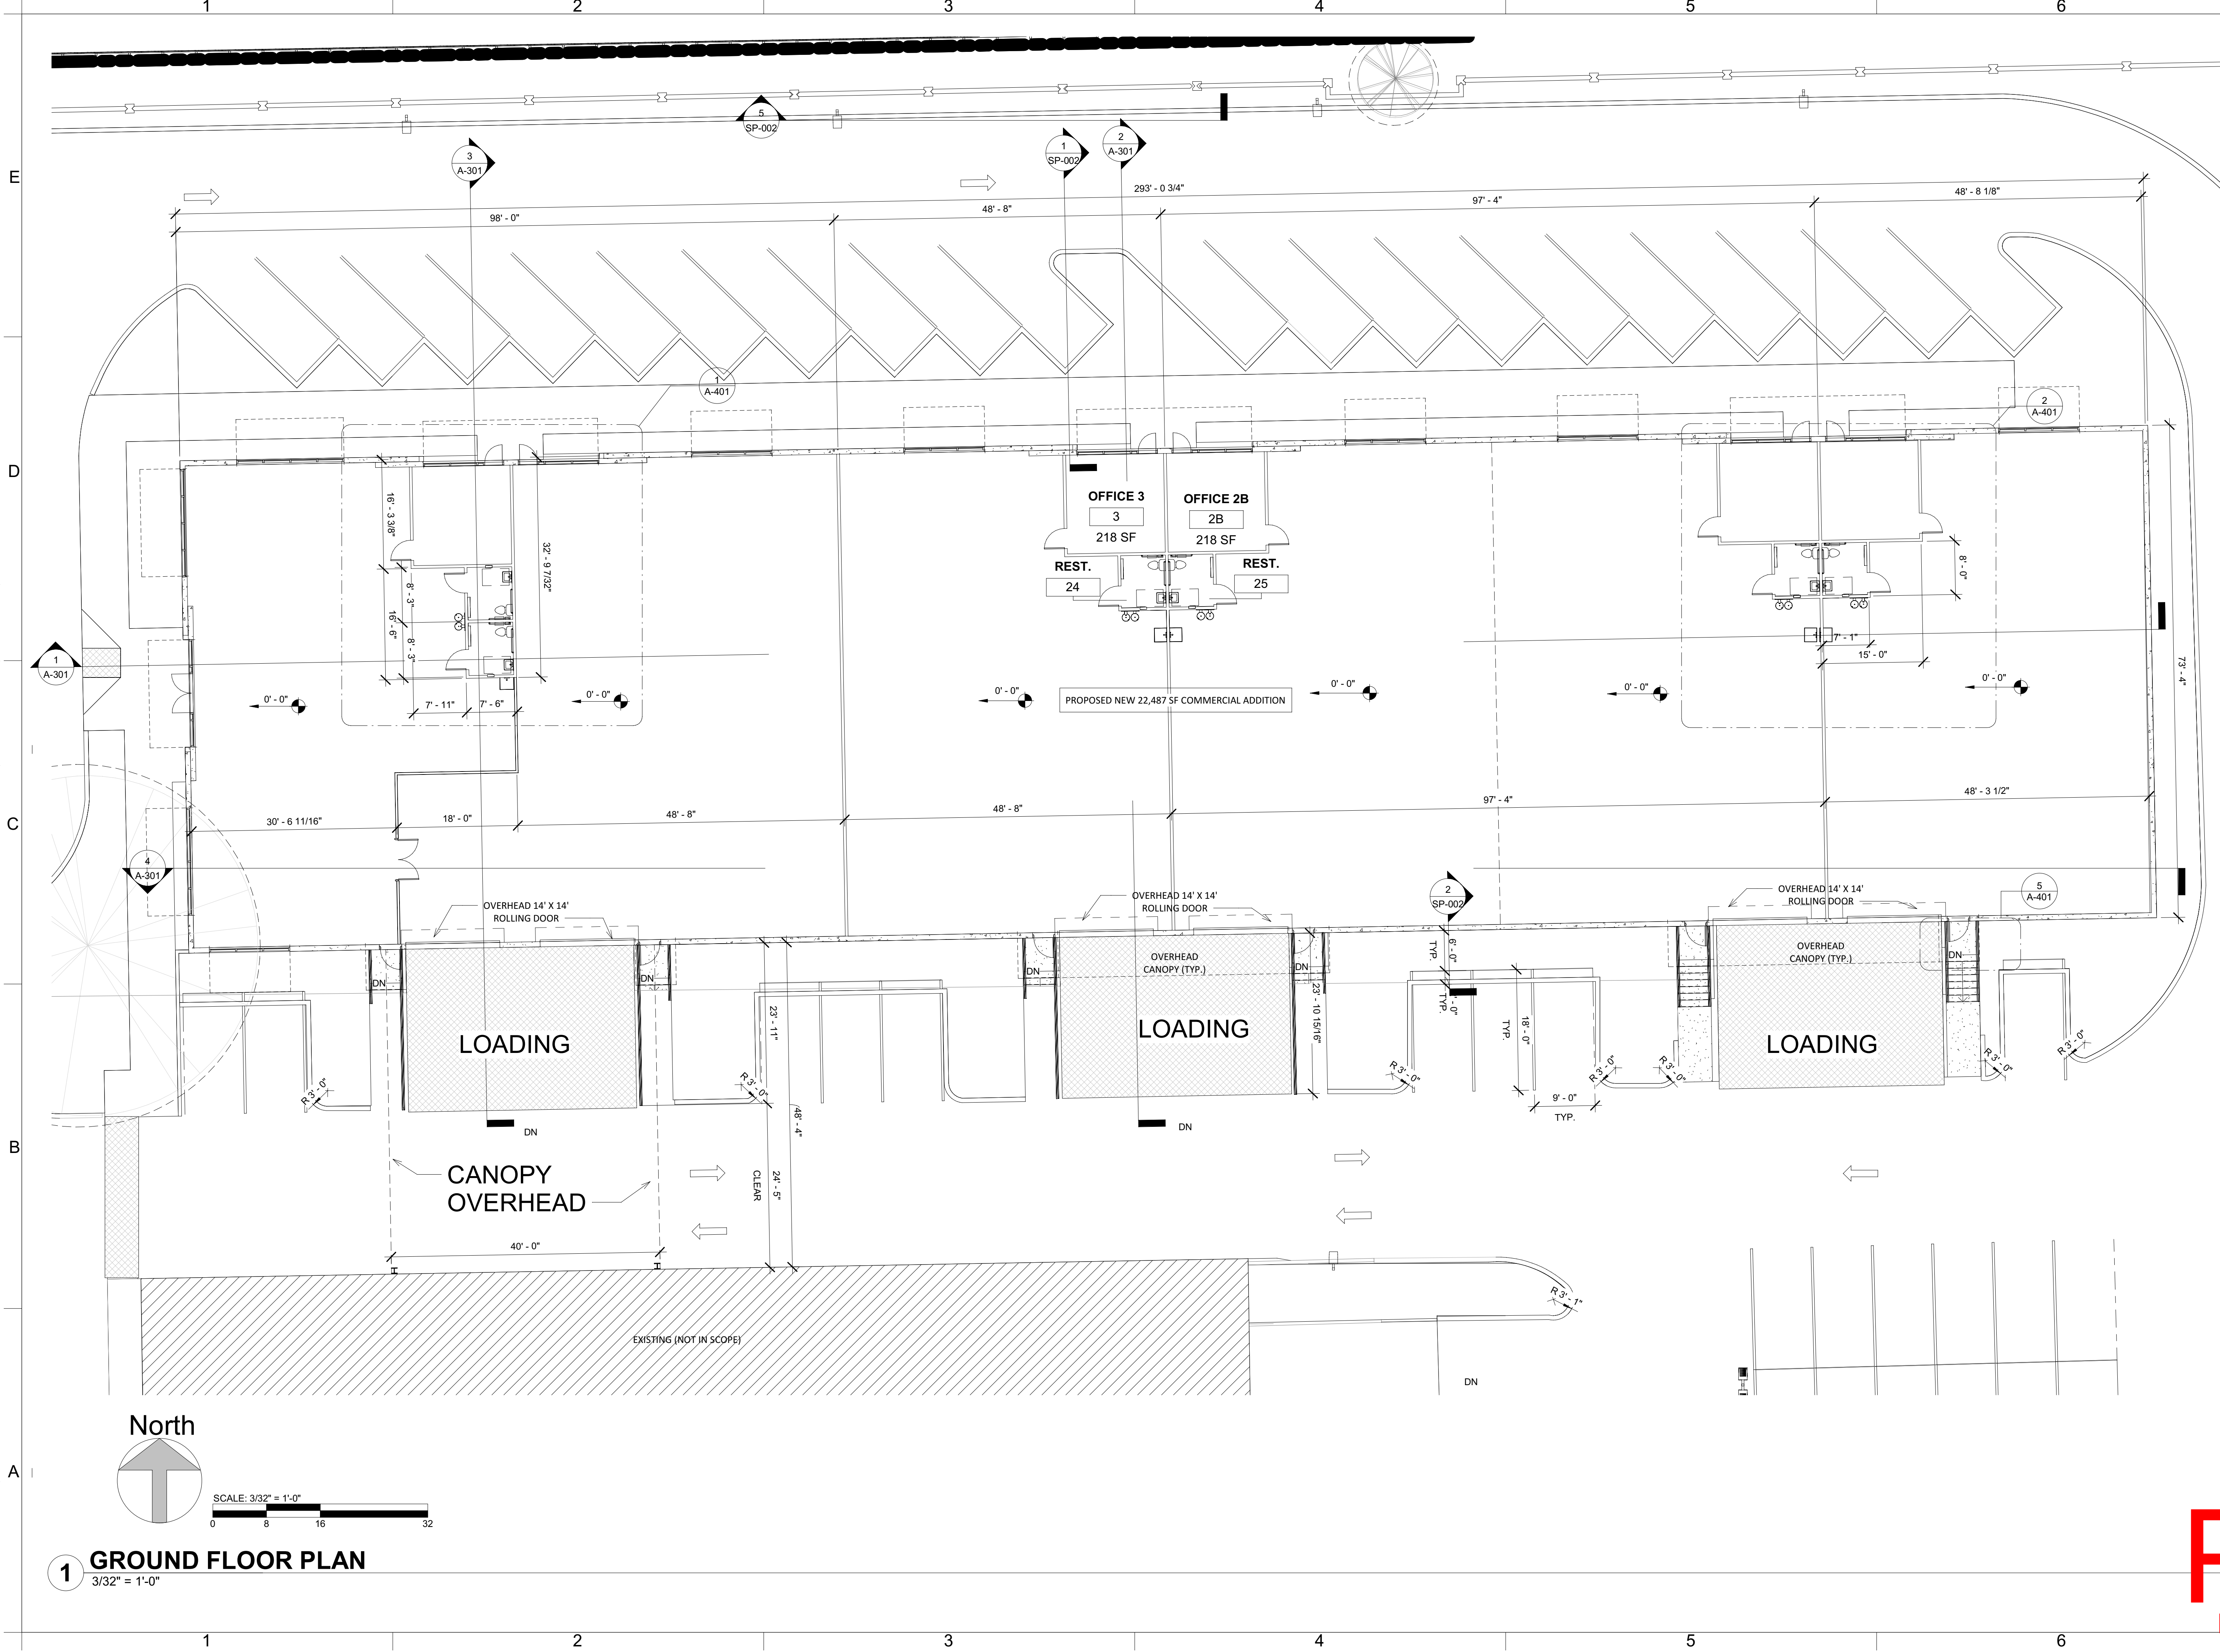 1 2 3 4 5 6
5
SP-002
3
A-301
1
SP-002
2
A-301
E
293' - 0 3/4"
98' - 0"
48' - 8"
97' - 4"
48' - 8 1/8"
1
A-401
2
A-401
D
16' - 3 3/8"
32' - 9 7/32"
8' - 3"
16' - 6"
8' - 3"
7' - 11"
7' - 6"
OFFICE 3
3
218 SF
OFFICE 2B
2B
218 SF
REST.
24
REST.
25
8' - 0"
7' - 1"
15' - 0"
73' - 4"
1
A-301
0' - 0"
0' - 0"
0' - 0"
0' - 0"
0' - 0"
0' - 0"
PROPOSED NEW 22,487 SF COMMERCIAL ADDITION
C
30' - 6 11/16"
18' - 0"
48' - 8"
48' - 8"
97' - 4"
48' - 3 1/2"
4
A-301
OVERHEAD 14' X 14'
ROLLING DOOR
OVERHEAD 14' X 14'
ROLLING DOOR
2
SP-002
OVERHEAD 14' X 14'
ROLLING DOOR
5
A-401
DN
DN
DN
DN
DN
OVERHEAD
CANOPY (TYP.)
OVERHEAD
CANOPY (TYP.)
6' - 0"
TYP.
' - 0"
TYP.
18' - 0"
TYP.
23' - 11"
23' - 10 15/16"
LOADING
LOADING
LOADING
R 3' - 0"
R 3' - 0"
R 3' - 0"
R 3' - 0"
R 3' - 0"
R 3' - 0"
R 3' - 0"
9' - 0"
TYP.
48' - 4"
DN
DN
B
CANOPY
OVERHEAD
CLEAR
24' - 5"
40' - 0"
R 3' - 1"
EXISTING (NOT IN SCOPE)
DN
North
A
SCALE: 3/32" = 1'-0"
0 8 16 32
1
GROUND FLOOR PLAN
3/32" = 1'-0"
1 2 3 4 5 6